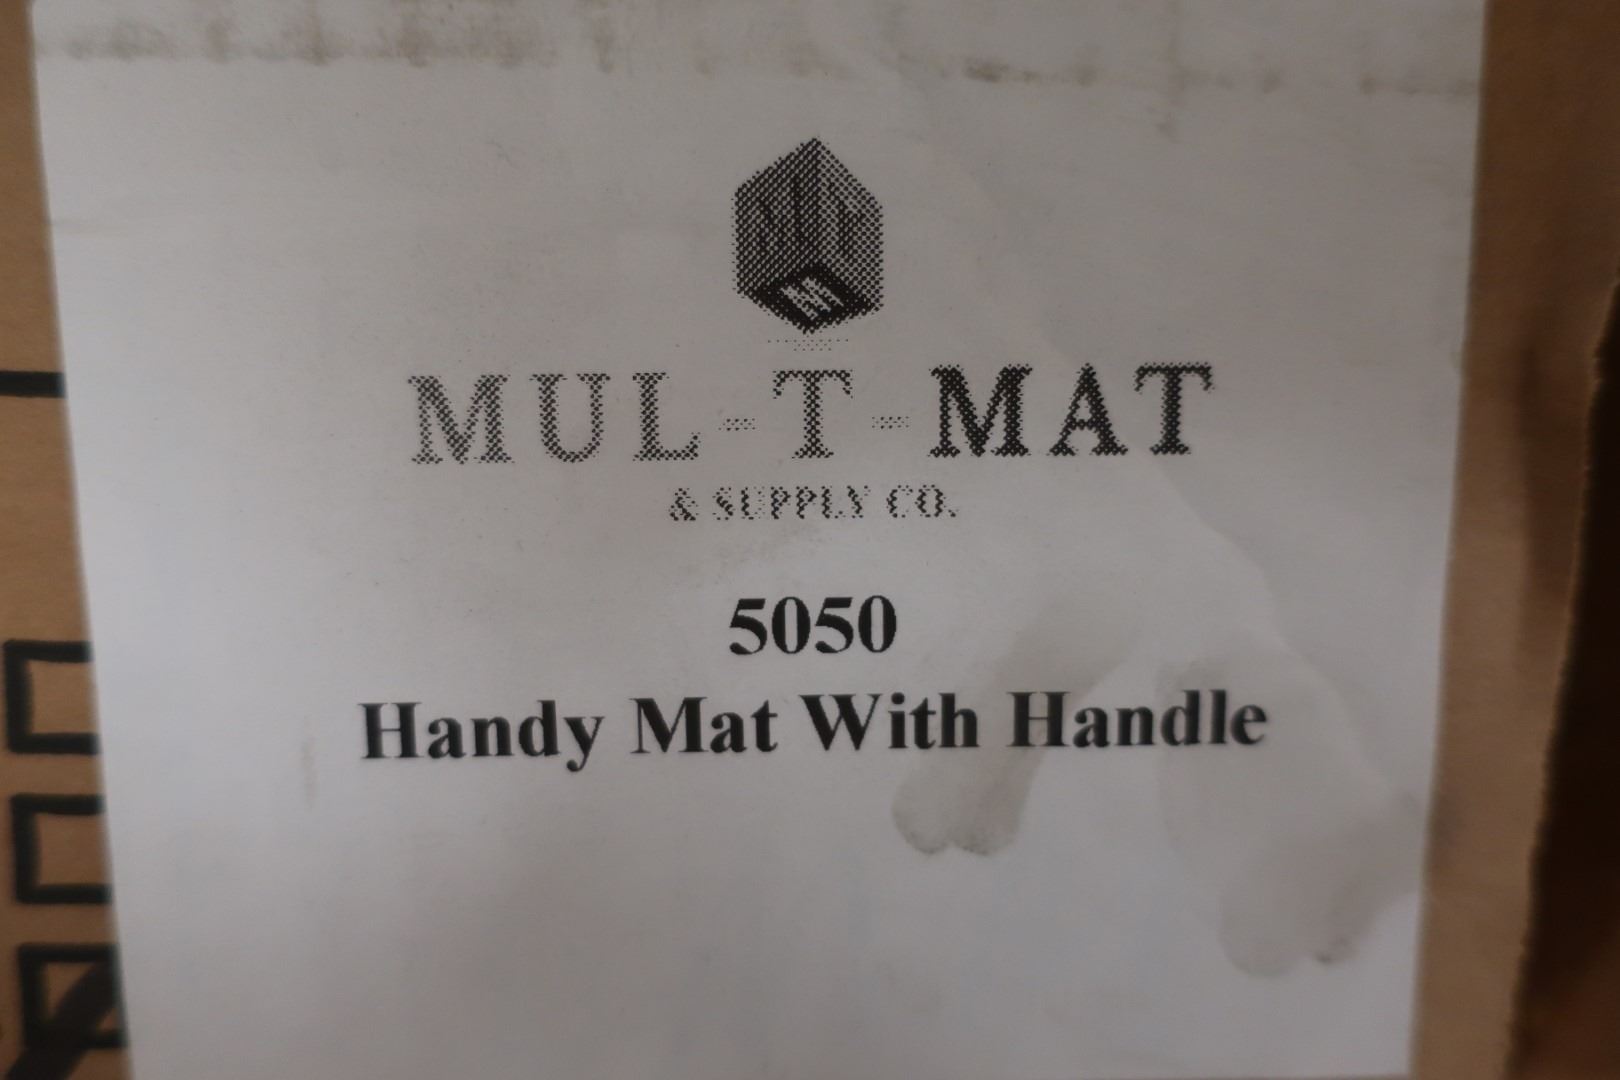 MUL-T-MAT
& SUPPLY CO.
5050
Handy Mat With Handle